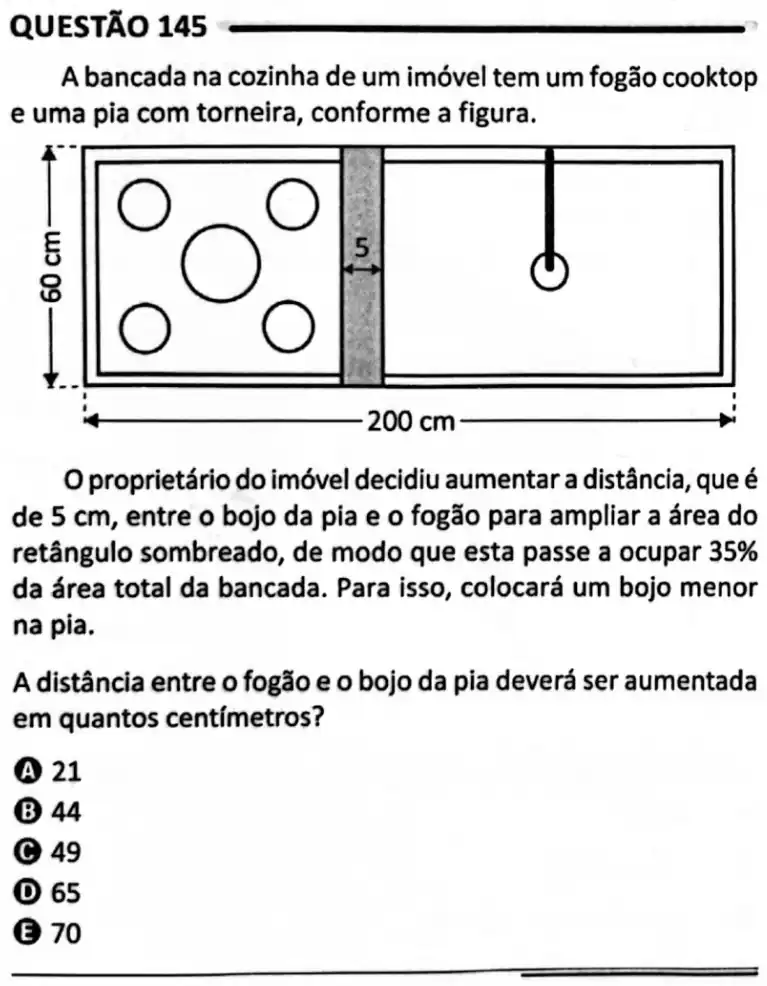 QUESTÃO 145
A bancada na cozinha de um imóvel tem um fogão cooktop
e uma pia com torneira, conforme a figura.
60 cm
5
200 cm
O proprietário do imóvel decidiu aumentar a distância, que é
de 5 cm, entre o bojo da pia e o fogão para ampliar a área do
retângulo sombreado, de modo que esta passe a ocupar 35%
da área total da bancada. Para isso, colocará um bojo menor
na pia.
A distância entre o fogão e o bojo da pia deverá ser aumentada
em quantos centímetros?
A 21
B 44
C 49
D 65
E 70